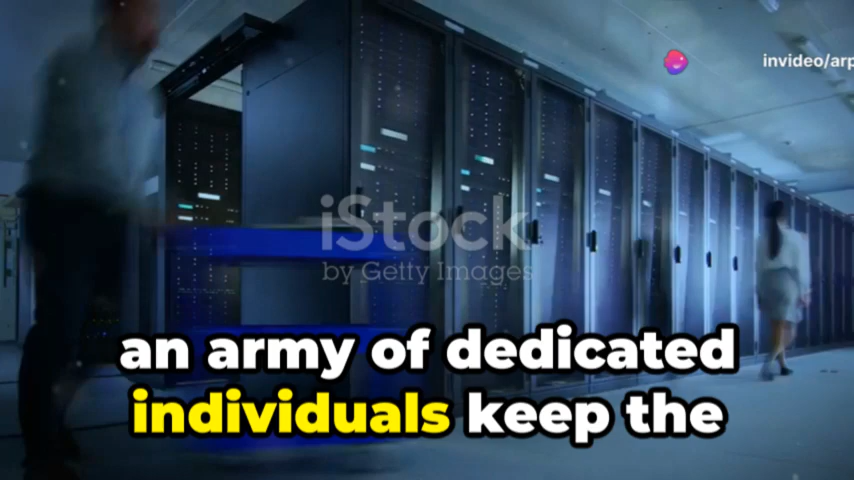 invideo/arp
iStock
by Getty Images
an army of dedicated
individuals keep the